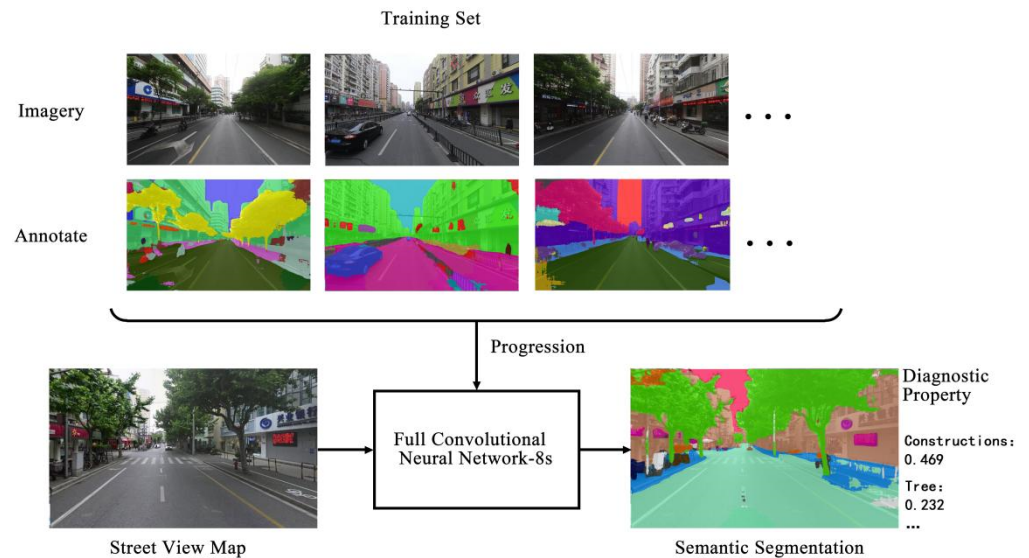 Training Set
Imagery
. . .
Annotate
. . .
Progression
Street View Map
Full Convolutional
Neural Network-8s
Diagnostic
Property
Constructions:
0.469
Tree:
0.232
...
Semantic Segmentation